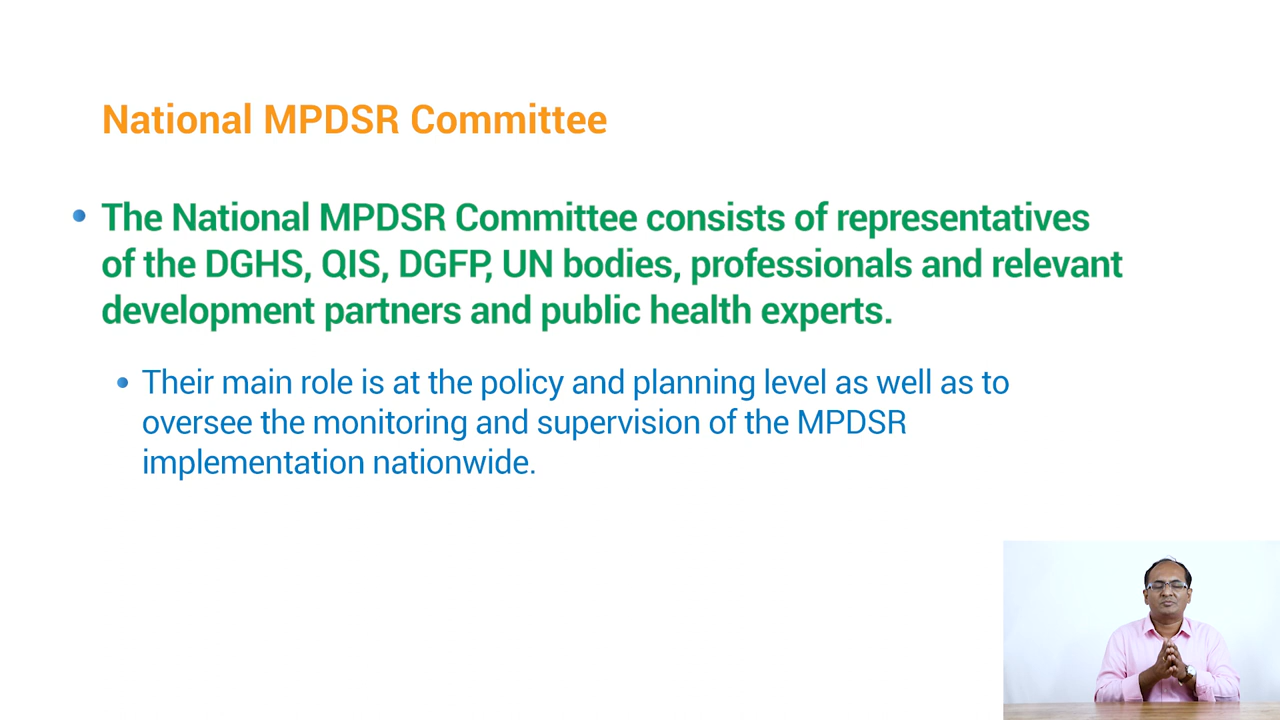 National MPDSR Committee
The National MPDSR Committee consists of representatives
of the DGHS, QIS, DGFP, UN bodies, professionals and relevant
development partners and public health experts.
Their main role is at the policy and planning level as well as to
oversee the monitoring and supervision of the MPDSR
implementation nationwide.